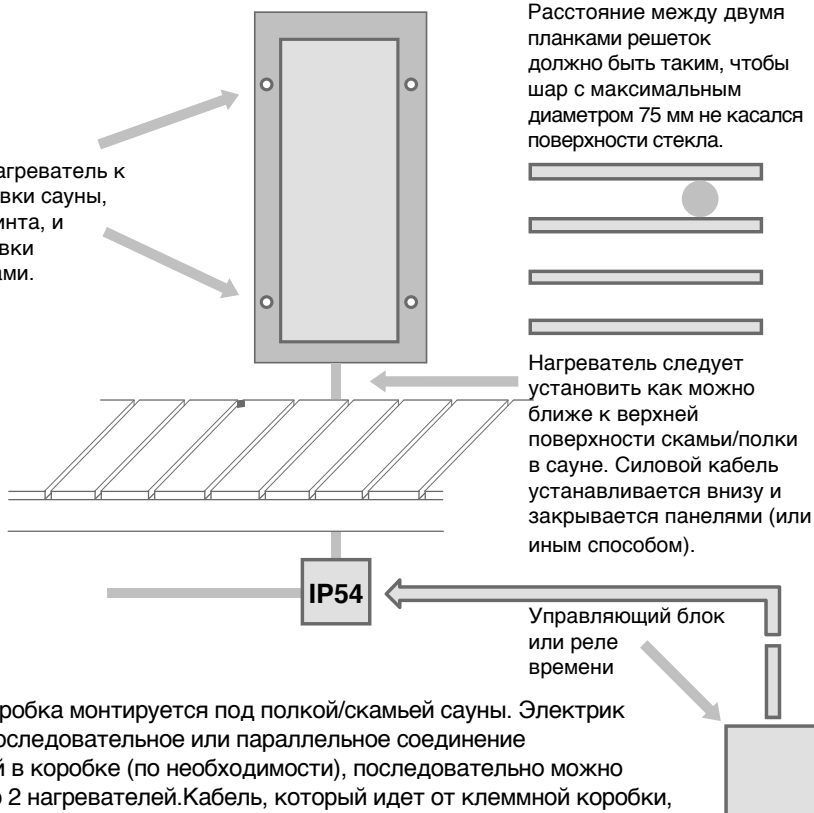 Расстояние между двумя
планками решеток
должно быть таким, чтобы
шар с максимальным
диаметром 75 мм не касался
поверхности стекла.
агреватель к
вки сауны,
инта, и
вки
ами.
Нагреватель следует
установить как можно
ближе к верхней
поверхности скамьи/полки
в сауне. Силовой кабель
устанавливается внизу и
закрывается панелями (или
иным способом).
IP54
Управляющий блок
или реле
времени
робка монтируется под полкой/скамьей сауны. Электрик
оследовательное или параллельное соединение
й в коробке (по необходимости), последовательно можно
о 2 нагревателей.Кабель, который идет от клеммной коробки,